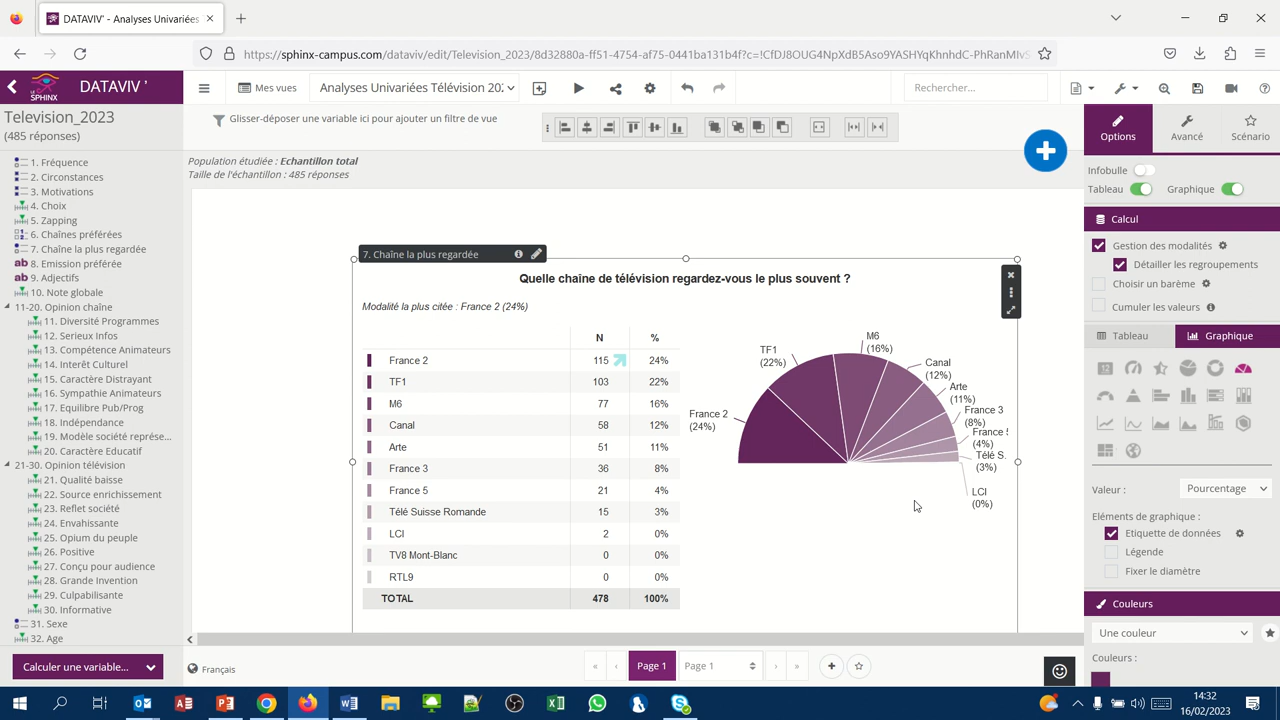 DATAVIV' - Analyses Univariées
https://sphinx-campus.com/dataviv/edit/Television_2023/8d32880a-ff51-4754-af75-0441ba131b4f?c=!CfDJ8OUG4NpXdB5Aso9YASHYqKhnhdC-PhRanMIvS
LE SPHINX
DATAVIV '
Mes vues
Analyses Univariées Télévision 202
Rechercher...
Television_2023
(485 réponses)
Glisser-déposer une variable ici pour ajouter un filtre de vue
Population étudiée : Echantillon total
Taille de l'échantillon : 485 réponses
1. Fréquence
2. Circonstances
3. Motivations
4. Choix
5. Zapping
6. Chaînes préférées
7. Chaîne la plus regardée
8. Emission préférée
9. Adjectifs
10. Note globale
11-20. Opinion chaîne
11. Diversité Programmes
12. Serieux Infos
13. Compétence Animateurs
14. Interêt Culturel
15. Caractère Distrayant
16. Sympathie Animateurs
17. Equilibre Pub/Prog
18. Indépendance
19. Modèle société représe...
20. Caractère Educatif
21-30. Opinion télévision
21. Qualité baisse
22. Source enrichissement
23. Reflet société
24. Envahissante
25. Opium du peuple
26. Positive
27. Conçu pour audience
28. Grande Invention
29. Culpabilisante
30. Informative
31. Sexe
32. Age
Calculer une variable...
7. Chaîne la plus regardée
Quelle chaîne de télévision regardez-vous le plus souvent ?
Modalité la plus citée : France 2 (24%)
N %
France 2 115 24%
TF1 103 22%
M6 77 16%
Canal 58 12%
Arte 51 11%
France 3 36 8%
France 5 21 4%
Télé Suisse Romande 15 3%
LCI 2 0%
TV8 Mont-Blanc 0 0%
RTL9 0 0%
TOTAL 478 100%
France 2
(24%)
TF1
(22%)
M6
(16%)
Canal
(12%)
Arte
(11%)
France 3
(8%)
France 5
(4%)
Télé S.
(3%)
LCI
(0%)
Options
Avancé
Scénario
Infobulle
Tableau
Graphique
Calcul
Gestion des modalités
Détailler les regroupements
Choisir un barème
Cumuler les valeurs
Tableau
Graphique
12
Valeur :
Pourcentage
Eléments de graphique :
Etiquette de données
Légende
Fixer le diamètre
Couleurs
Une couleur
Couleurs :
Français
« ‹ Page 1 Page 1 › »
14:32
16/02/2023